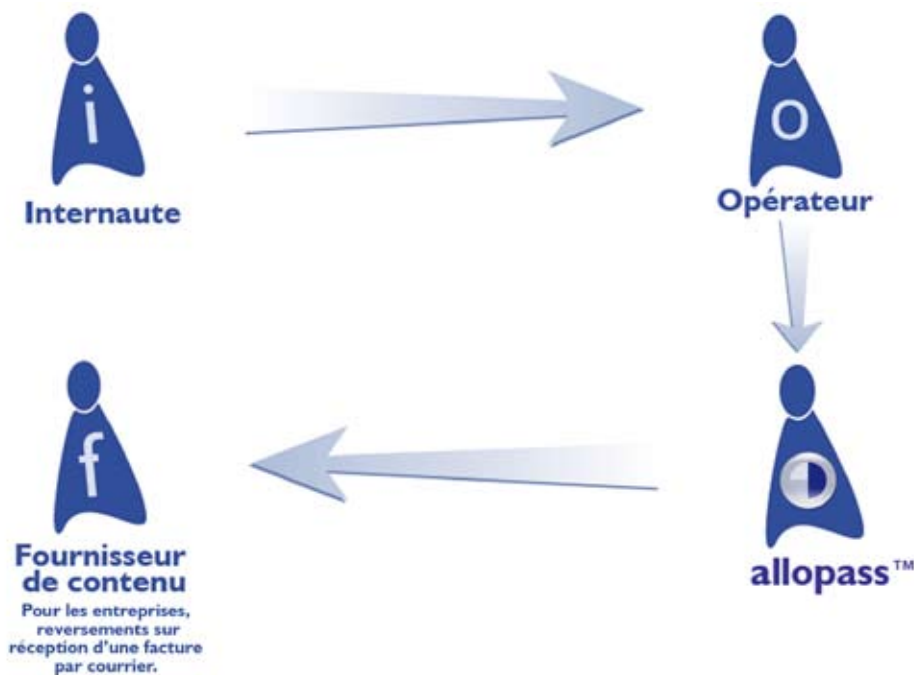 i
Internaute
o
Opérateur
f
Fournisseur
de contenu
Pour les entreprises,
reversements sur
réception d'une facture
par courrier.
allopass™